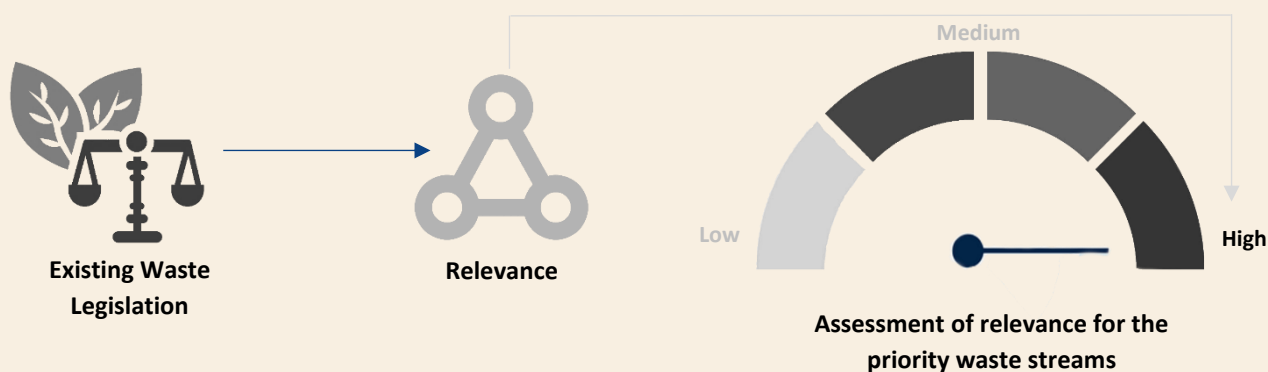 Medium
Low
High
Existing Waste
Legislation
Relevance
Assessment of relevance for the
priority waste streams